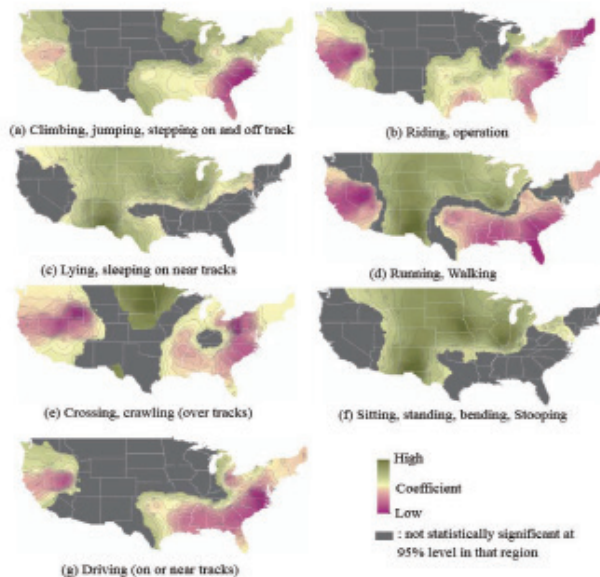 (a) Climbing, jumping, stepping on and off track
(b) Riding, operation
(c) Lying, sleeping on near tracks
(d) Running, Walking
(e) Crossing, crawling (over tracks)
(f) Sitting, standing, bending, Stooping
(g) Driving (on or near tracks)
High
Coefficient
Low
: not statistically significant at
95% level in that region